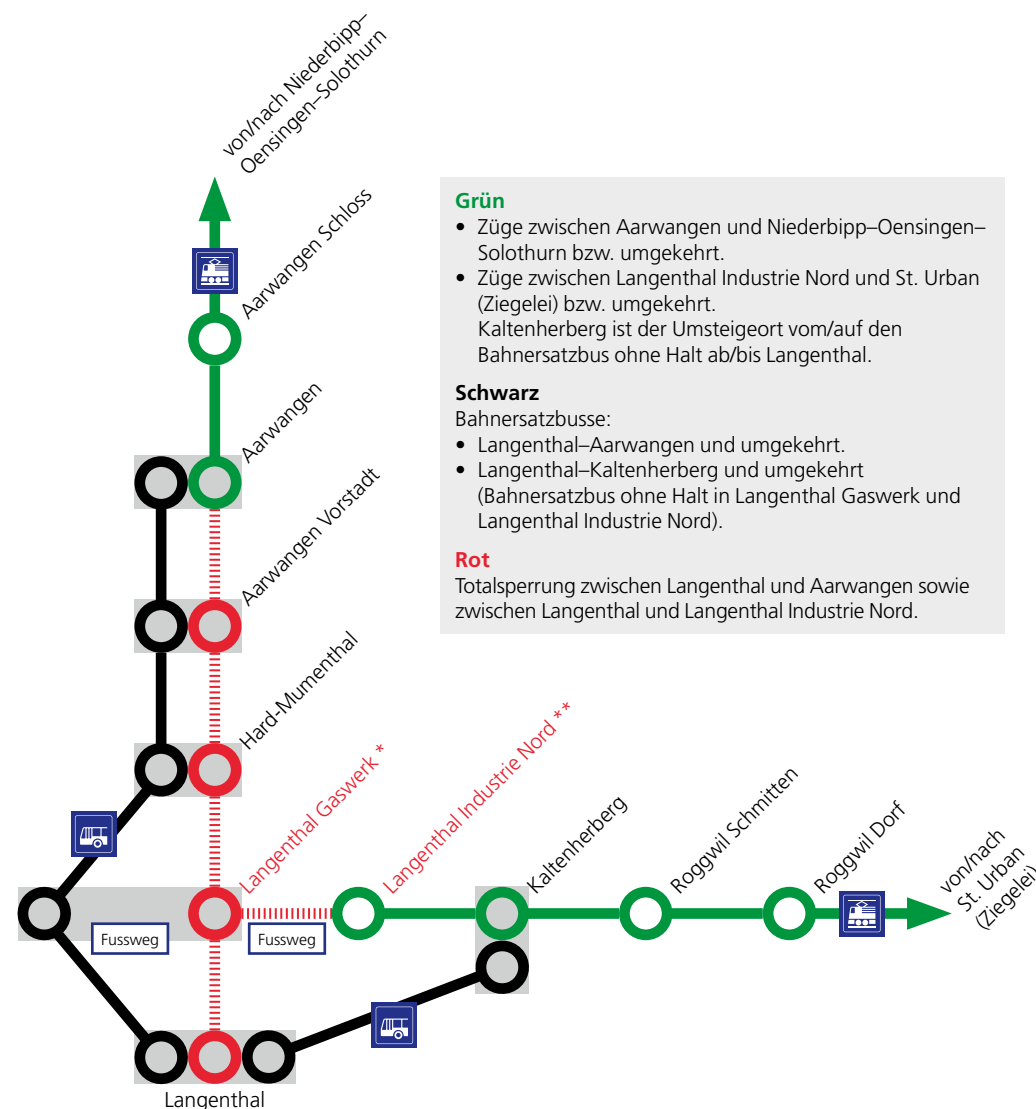 von/nach Niederbipp–
Oensingen–Solothurn
Aarwangen Schloss
Aarwangen
Aarwangen Vorstadt
Hard-Mumenthal
Langenthal Gaswerk *
Langenthal Industrie Nord **
Kaltenherberg
Roggwil Schmitten
Roggwil Dorf
von/nach
St. Urban
(Ziegelei)
Fussweg
Fussweg
Langenthal
Grün
• Züge zwischen Aarwangen und Niederbipp–Oensingen–
Solothurn bzw. umgekehrt.
• Züge zwischen Langenthal Industrie Nord und St. Urban
(Ziegelei) bzw. umgekehrt.
Kaltenherberg ist der Umsteigeort vom/auf den
Bahnersatzbus ohne Halt ab/bis Langenthal.
Schwarz
Bahnersatzbusse:
• Langenthal–Aarwangen und umgekehrt.
• Langenthal–Kaltenherberg und umgekehrt
(Bahnersatzbus ohne Halt in Langenthal Gaswerk und
Langenthal Industrie Nord).
Rot
Totalsperrung zwischen Langenthal und Aarwangen sowie
zwischen Langenthal und Langenthal Industrie Nord.